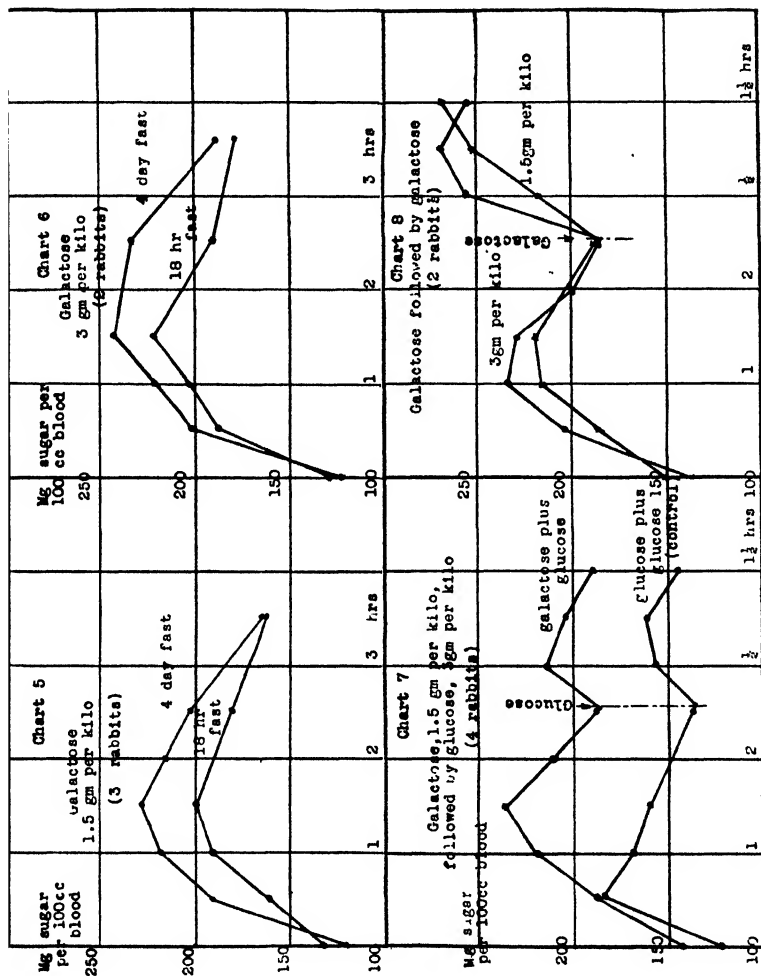 Mg sugar
per 100cc
blood
250
200
150
100
Chart 5
Galactose
1.5 gm per kilo
(3 rabbits)
4 day fast
18 hr
fast
1
2
3
hrs
Mg sugar per
100 cc blood
250
200
150
100
Chart 6
Galactose
3 gm per kilo
(2 rabbits)
4 day fast
18 hr
fast
1
2
3 hrs
Mg sugar
per 100cc blood
200
150
100
Chart 7
Galactose, 1.5 gm per kilo,
followed by glucose, 3gm per kilo
(4 rabbits)
Glucose
galactose plus
glucose
glucose plus
glucose
(control)
1
2
½
1½ hrs
250
200
150
100
Chart 8
Galactose followed by galactose
(2 rabbits)
3gm per kilo
Galactose
1.5gm per kilo
1
2
½
1½ hrs